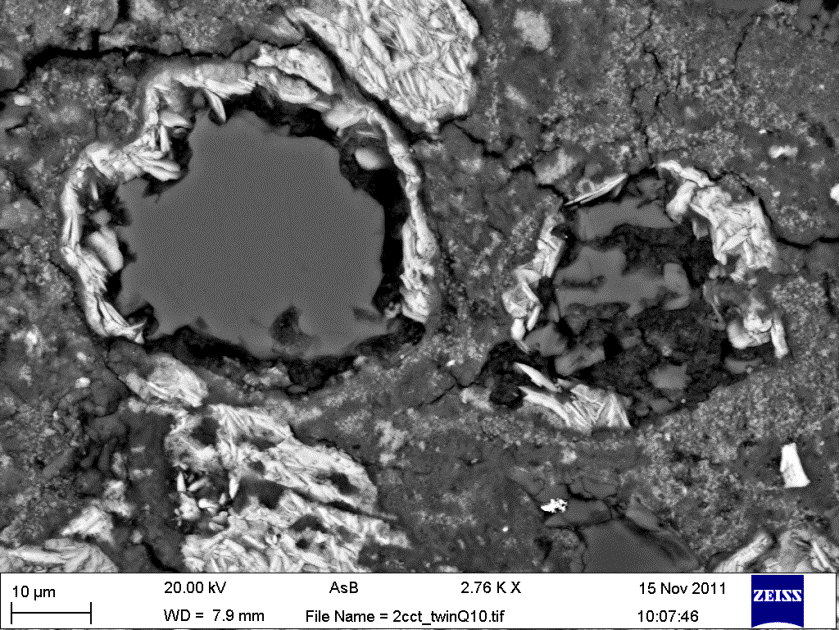 10 µm
20.00 kV
AsB
2.76 K X
15 Nov 2011
WD = 7.9 mm
File Name = 2cct_twinQ10.tif
10:07:46
ZEISS